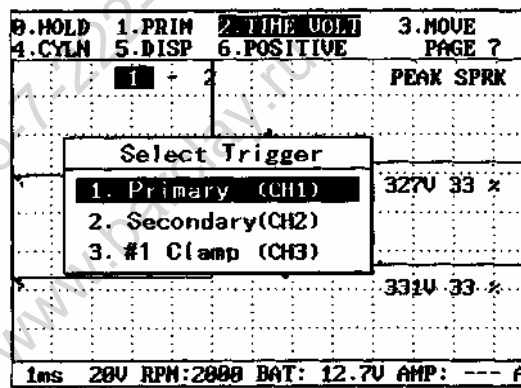 0.HOLD 1.PRIM 2.TIME VOLT 3.MOVE
4.CYLN 5.DISP 6.POSITIVE PAGE 7
1 ÷ 2 PEAK SPRK
Select Trigger
1. Primary (CH1)
327V 33 %
2. Secondary(CH2)
3. #1 Clamp (CH3)
331V 33 %
1ms 20V RPM:2000 BAT: 12.7V AMP: ---